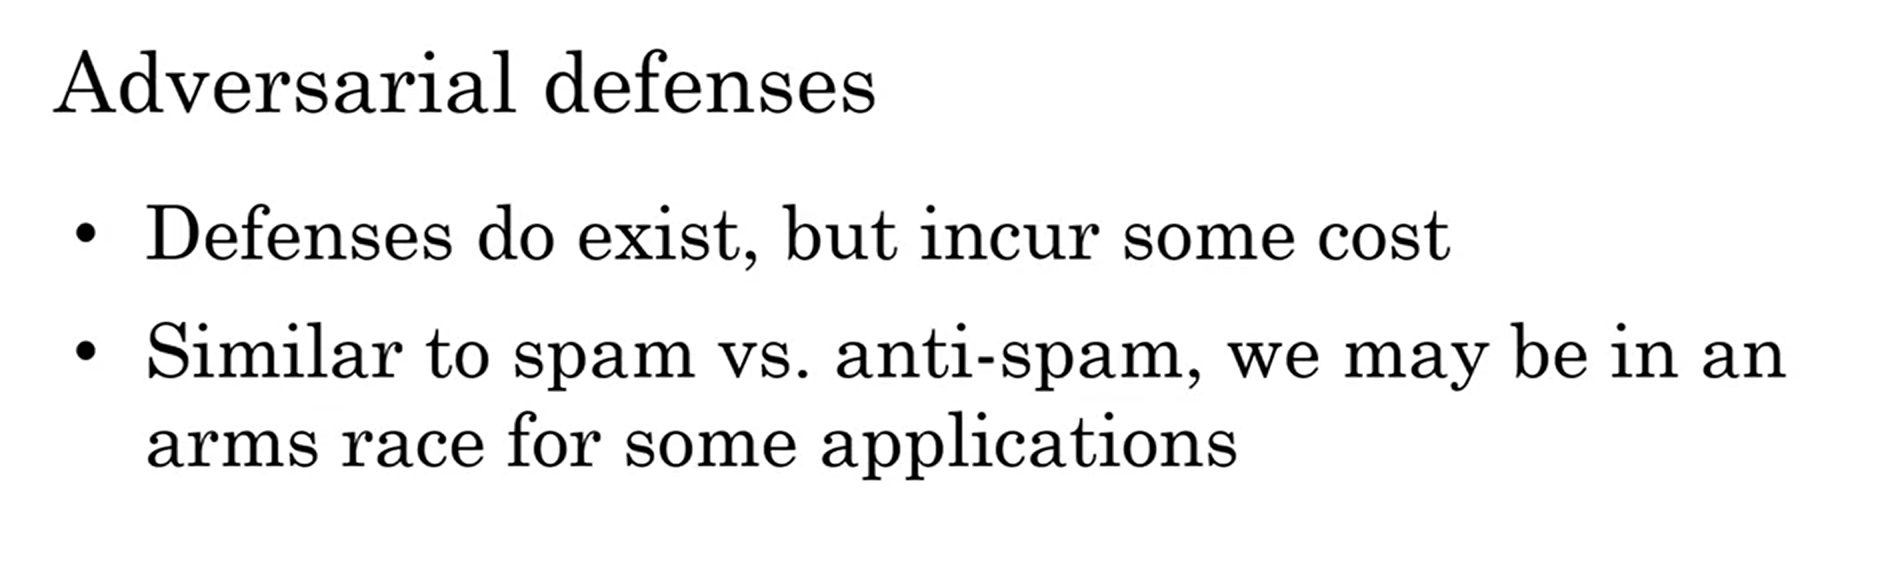 Adversarial defenses
• Defenses do exist, but incur some cost
• Similar to spam vs. anti-spam, we may be in an
arms race for some applications